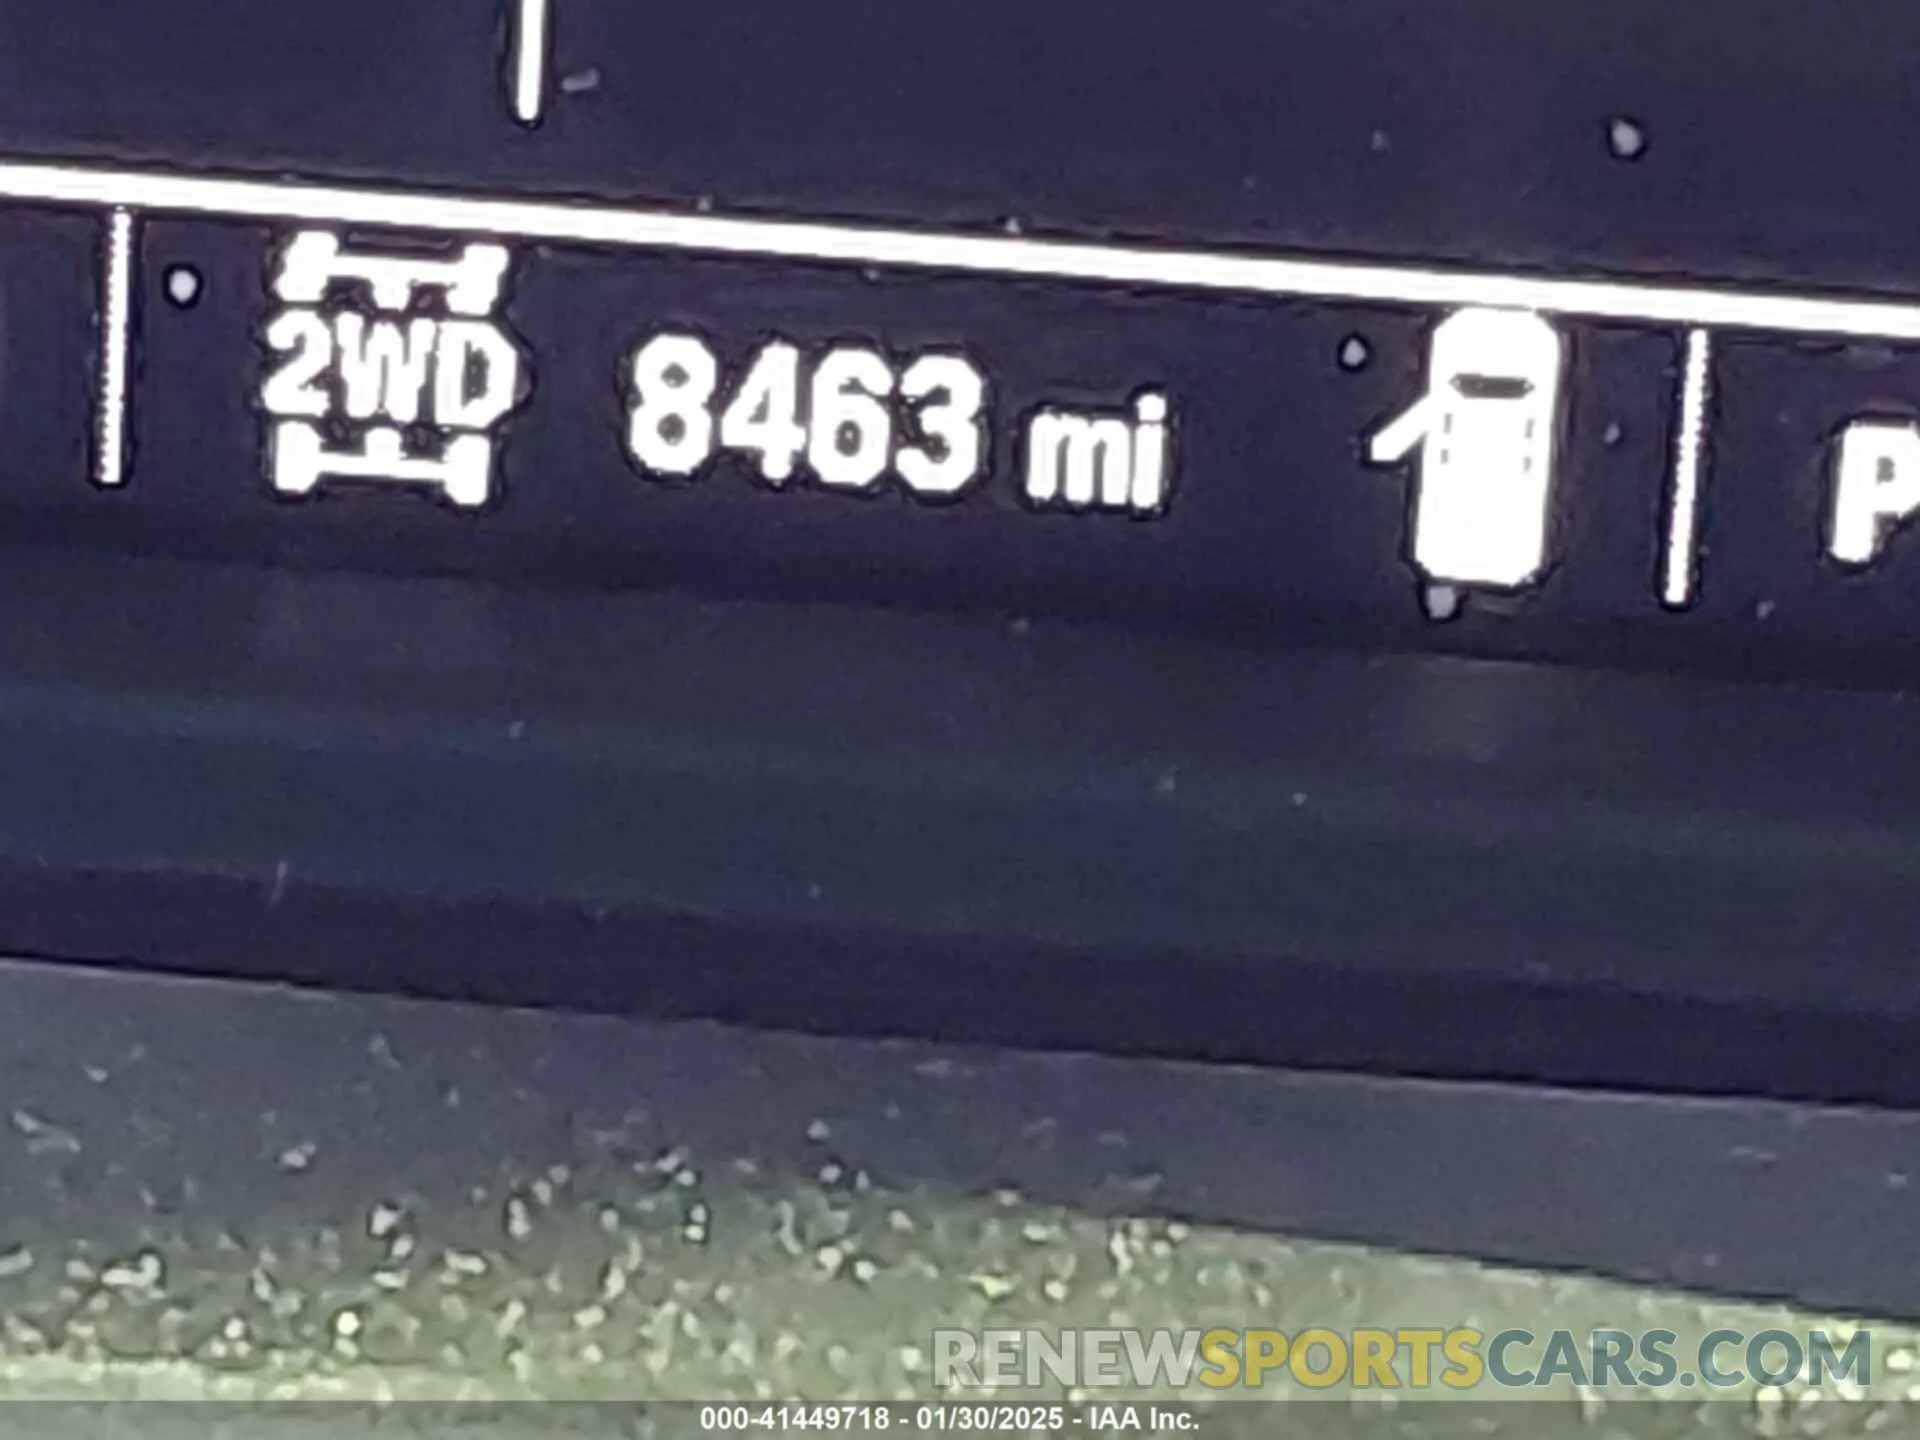 2WD 8463 mi P
RENEWSPORTSCARS.COM
000-41449718 - 01/30/2025 - IAA Inc.